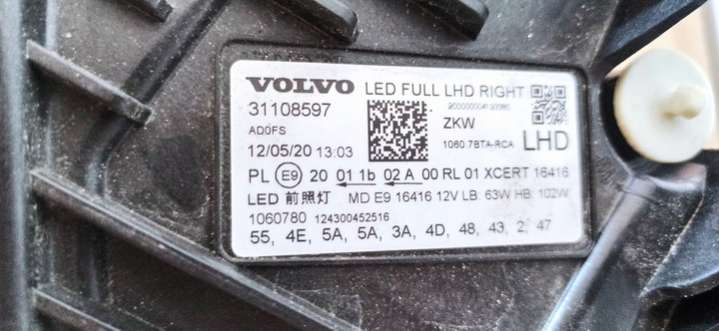 VOLVO LED FULL LHD RIGHT
31108597
ADÖFS ZKW
12/05/20 13:03 1060.7BTA-RCA LHD
PL E9 20 01 1b 02 A 00 RL 01 XCERT 16416
LED 前照灯 MD E9 16416 12V LB: 63W HB: 102W
1060780 124300452516
55, 4E, 5A, 5A, 3A, 4D, 48, 43, 2, 47